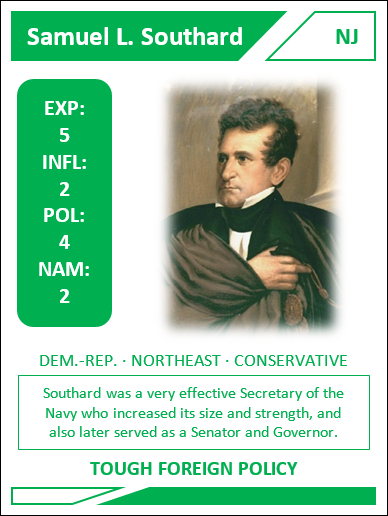 Samuel L. Southard
NJ
EXP:
5
INFL:
2
POL:
4
NAM:
2
DEM.-REP. · NORTHEAST · CONSERVATIVE
Southard was a very effective Secretary of the
Navy who increased its size and strength, and
also later served as a Senator and Governor.
TOUGH FOREIGN POLICY